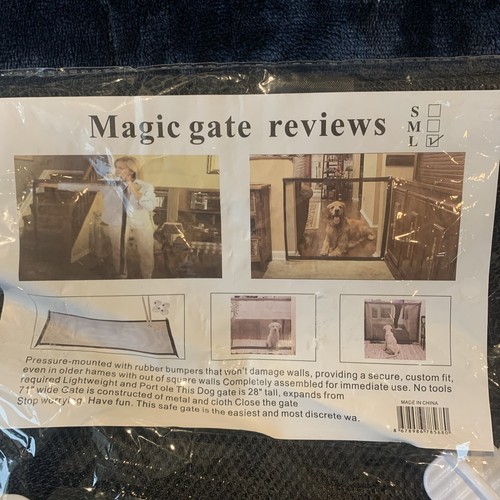 Magic gate reviews
S
M
L
Pressure-mounted with rubber bumpers that won't damage walls, providing a secure, custom fit,
even in older hames with out of square walls Completely assembled for immediate use. No tools
required Lightweight and Port ole This Dog gate is 28" tall, expands from
71" wide Cate is constructed of metal and cloth Close the gate
Stop worrying. Have fun. This safe gate is the easiest and most discrete wa.
MADE IN CHINA